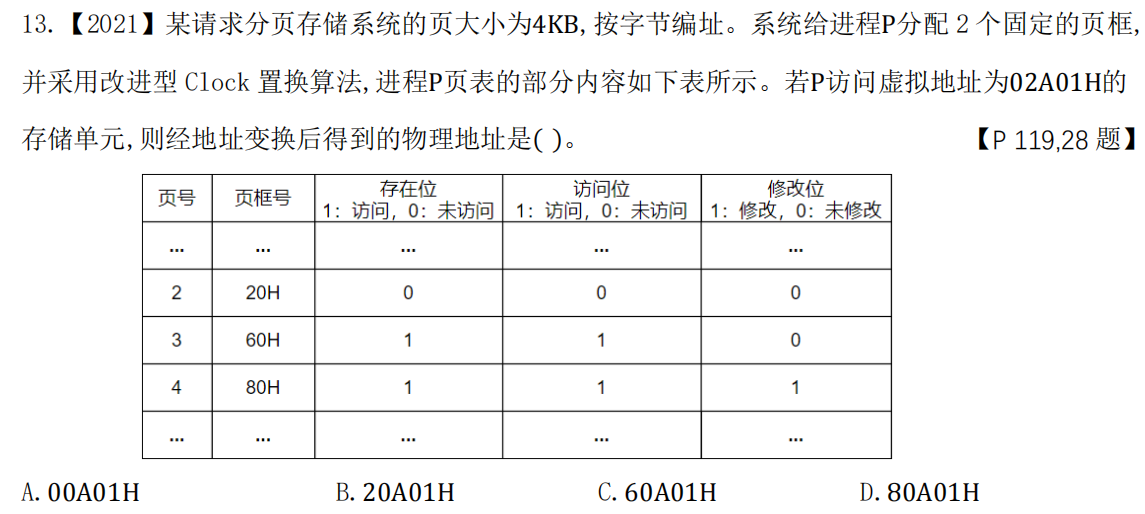 13.【2021】某请求分页存储系统的页大小为4KB,按字节编址。系统给进程P分配 2 个固定的页框,
并采用改进型 Clock 置换算法,进程P页表的部分内容如下表所示。若P访问虚拟地址为02A01H的
存储单元,则经地址变换后得到的物理地址是( )。 【P 119,28 题】
页号 页框号 存在位 访问位 修改位
1：访问，0：未访问 1：访问，0：未访问 1：修改，0：未修改
... ... ... ... ...
2 20H 0 0 0
3 60H 1 1 0
4 80H 1 1 1
... ... ... ... ...
A. 00A01H B. 20A01H C. 60A01H D. 80A01H